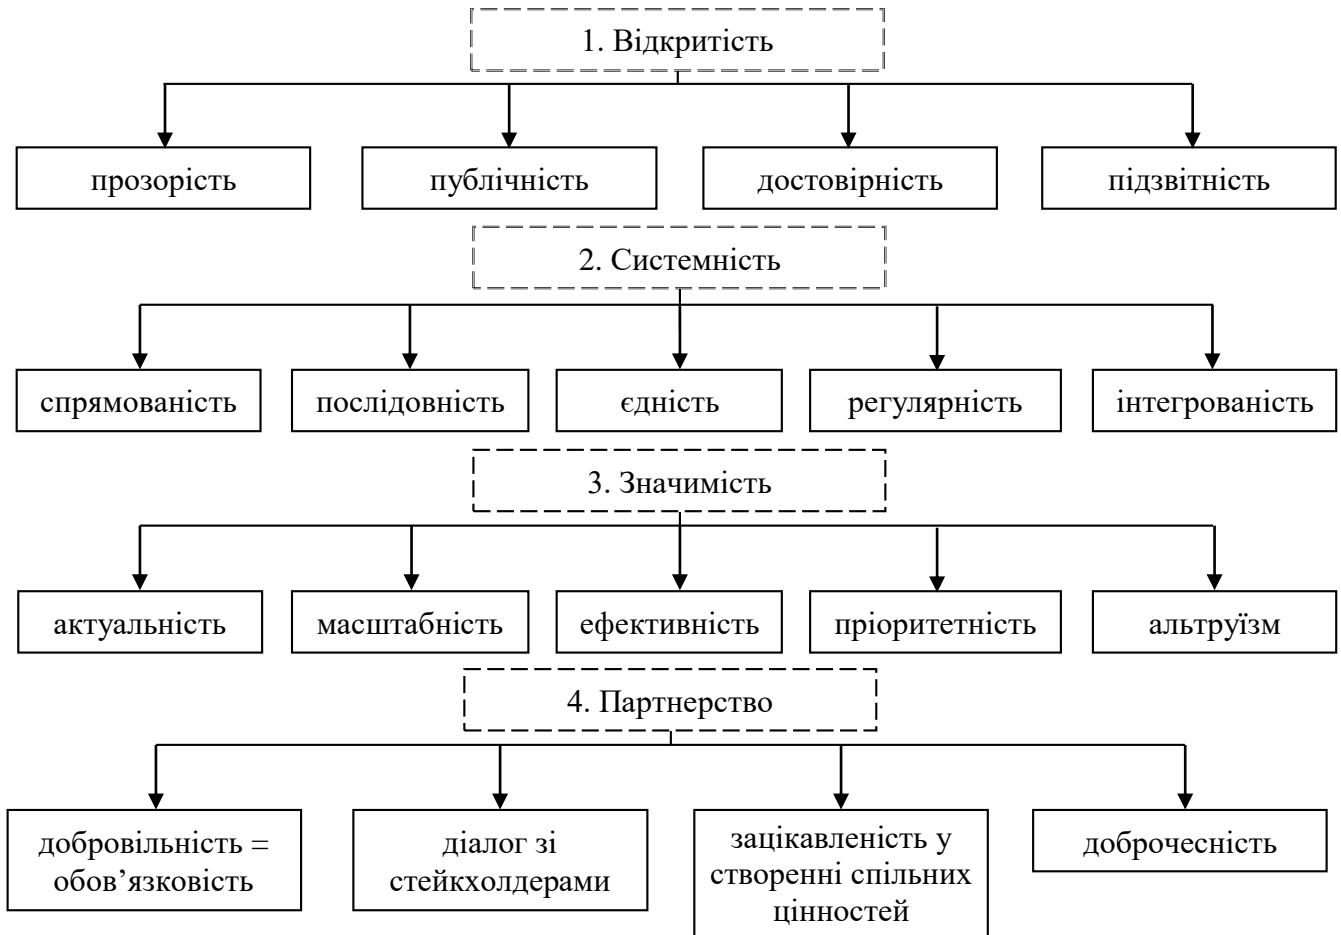 1. Відкритість
прозорість
публічність
достовірність
підзвітність
2. Системність
спрямованість
послідовність
єдність
регулярність
інтегрованість
3. Значимість
актуальність
масштабність
ефективність
пріоритетність
альтруїзм
4. Партнерство
добровільність =
обов’язковість
діалог зі
стейкхолдерами
зацікавленість у
створенні спільних
цінностей
доброчесність